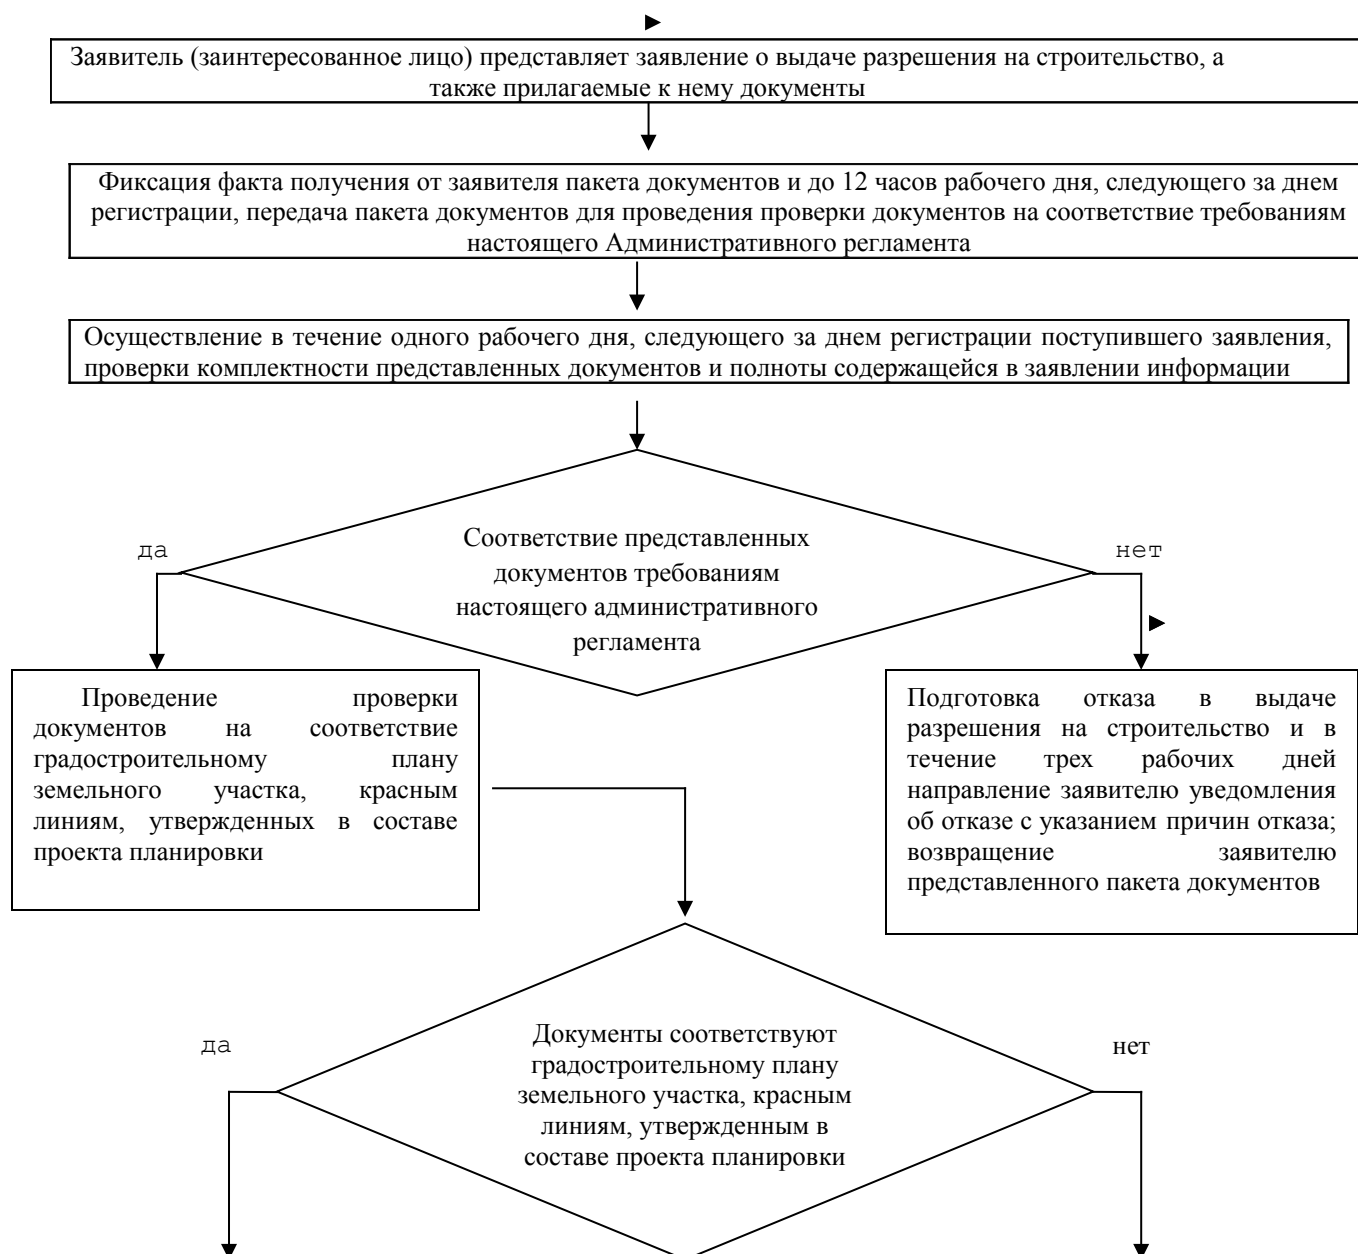 Заявитель (заинтересованное лицо) представляет заявление о выдаче разрешения на строительство, а
также прилагаемые к нему документы
Фиксация факта получения от заявителя пакета документов и до 12 часов рабочего дня, следующего за днем
регистрации, передача пакета документов для проведения проверки документов на соответствие требованиям
настоящего Административного регламента
Осуществление в течение одного рабочего дня, следующего за днем регистрации поступившего заявления,
проверки комплектности представленных документов и полноты содержащейся в заявлении информации
Соответствие представленных
документов требованиям
настоящего административного
регламента
да
нет
Проведение проверки
документов на соответствие
градостроительному плану
земельного участка, красным
линиям, утвержденных в составе
проекта планировки
Подготовка отказа в выдаче
разрешения на строительство и в
течение трех рабочих дней
направление заявителю уведомления
об отказе с указанием причин отказа;
возвращение заявителю
представленного пакета документов
Документы соответствуют
градостроительному плану
земельного участка, красным
линиям, утвержденным в
составе проекта планировки
да
нет